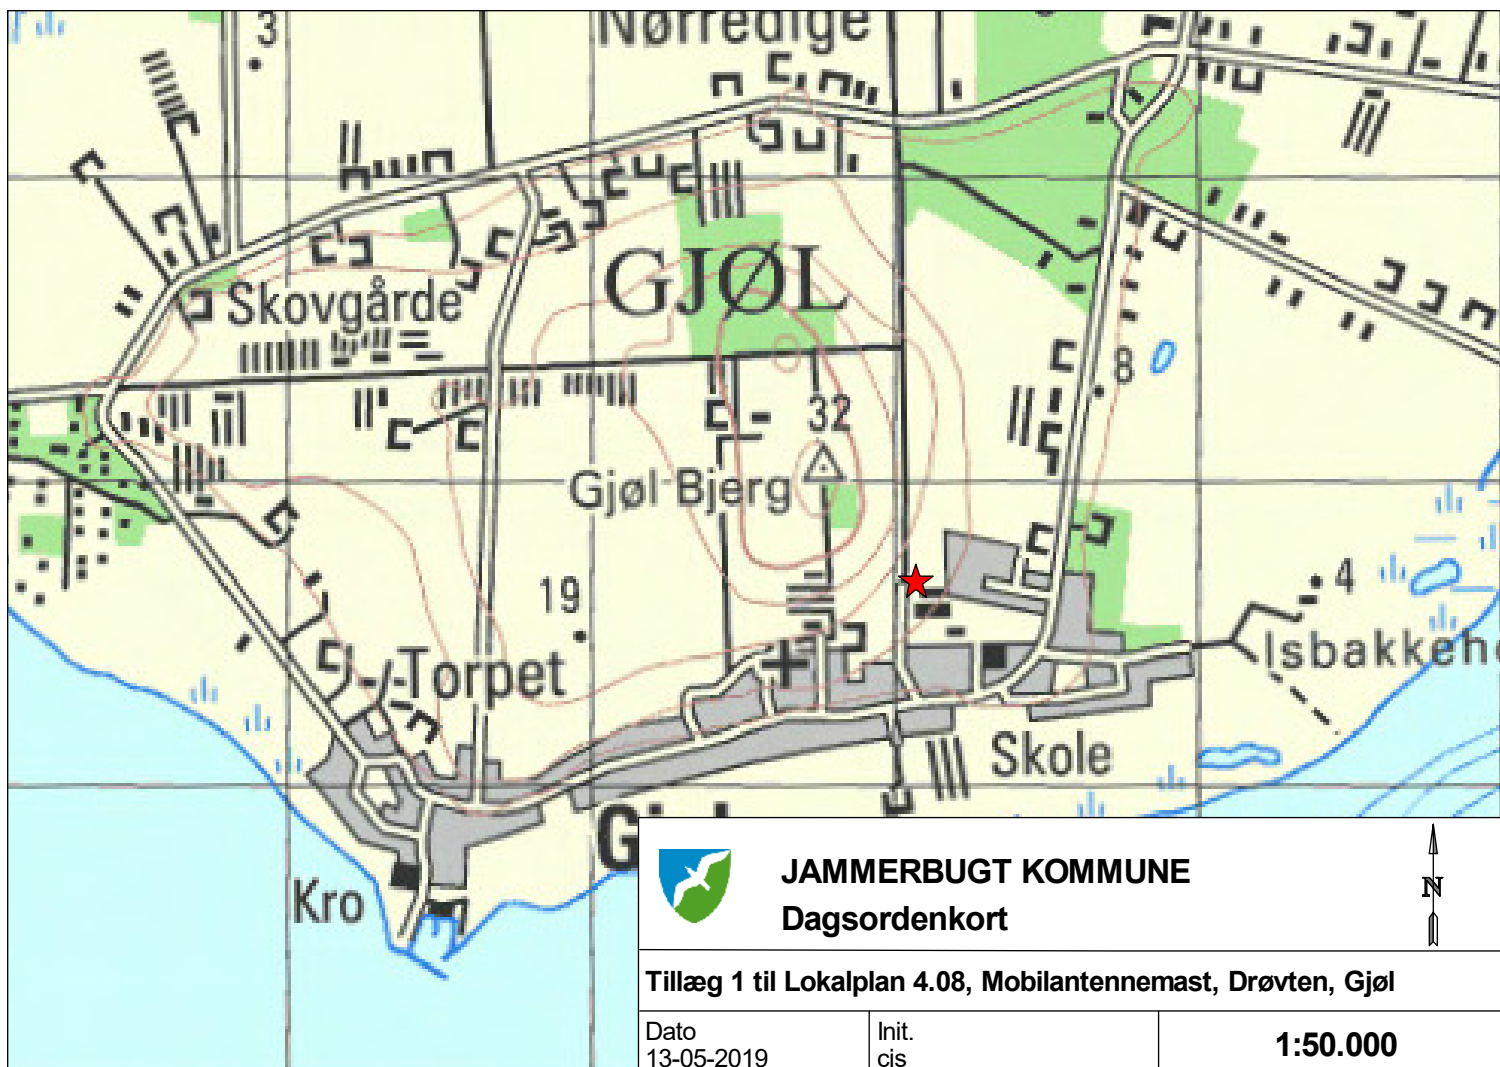 3
Nørredige
GJØL
Skovgårde
8
32
Gjøl Bjerg
19
4
Isbakkeho
Torpet
Skole
Kro
JAMMERBUGT KOMMUNE
Dagsordenkort
N
Tillæg 1 til Lokalplan 4.08, Mobilantennemast, Drøvten, Gjøl
Dato
13-05-2019
Init.
cis
1:50.000